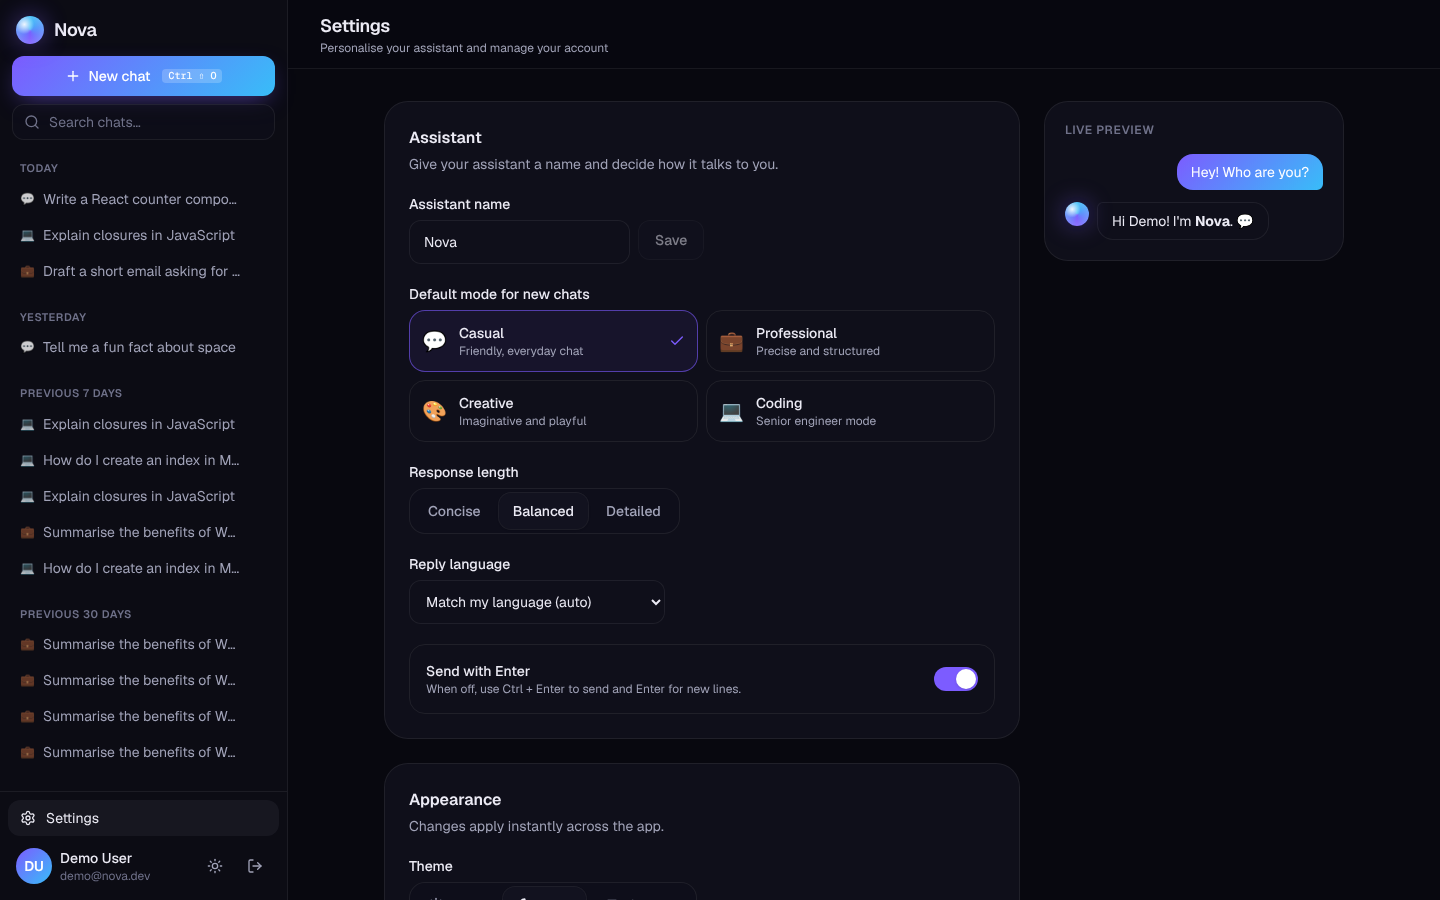 Nova
New chat Ctrl ⇧ O
Search chats...
TODAY
Write a React counter compo...
Explain closures in JavaScript
Draft a short email asking for ...
YESTERDAY
Tell me a fun fact about space
PREVIOUS 7 DAYS
Explain closures in JavaScript
How do I create an index in M...
Explain closures in JavaScript
Summarise the benefits of W...
How do I create an index in M...
PREVIOUS 30 DAYS
Summarise the benefits of W...
Summarise the benefits of W...
Summarise the benefits of W...
Summarise the benefits of W...
Settings
DU
Demo User
demo@nova.dev
Settings
Personalise your assistant and manage your account
Assistant
Give your assistant a name and decide how it talks to you.
Assistant name
Nova
Save
Default mode for new chats
Casual
Friendly, everyday chat
Professional
Precise and structured
Creative
Imaginative and playful
Coding
Senior engineer mode
Response length
Concise Balanced Detailed
Reply language
Match my language (auto)
Send with Enter
When off, use Ctrl + Enter to send and Enter for new lines.
Appearance
Changes apply instantly across the app.
Theme
LIVE PREVIEW
Hey! Who are you?
Hi Demo! I'm Nova. 💬